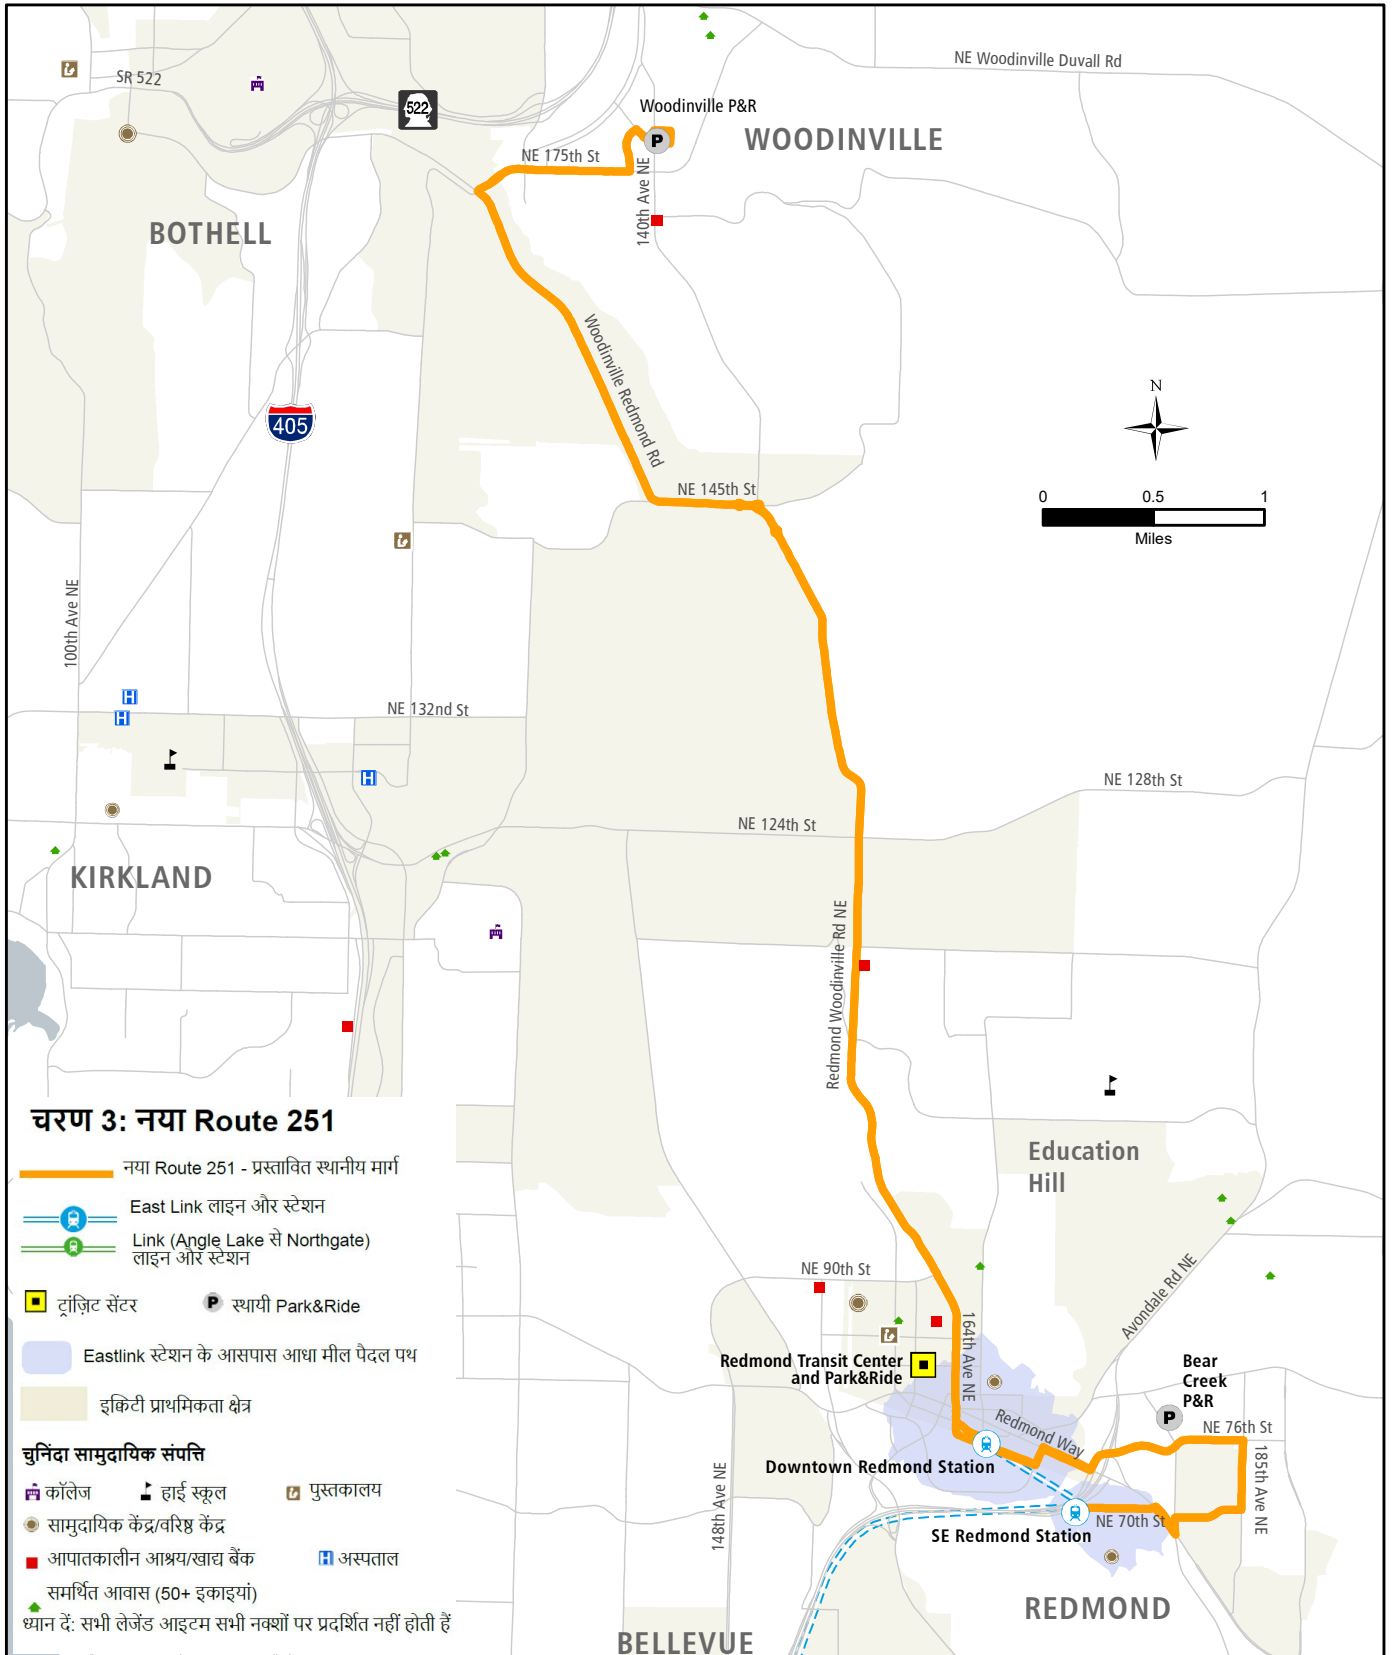 NE Woodinville Duvall Rd
SR 522
522
Woodinville P&R
WOODINVILLE
NE 175th St
140th Ave NE
BOTHELL
Woodinville Redmond Rd
405
N
NE 145th St
0 0.5 1
Miles
100th Ave NE
NE 132nd St
NE 128th St
NE 124th St
KIRKLAND
Redmond Woodinville Rd NE
Education
Hill
NE 90th St
Avondale Rd NE
164th Ave NE
Redmond Transit Center
and Park&Ride
Bear
Creek
P&R
Redmond Way
NE 76th St
185th Ave NE
Downtown Redmond Station
148th Ave NE
NE 70th St
SE Redmond Station
REDMOND
BELLEVUE
चरण 3: नया Route 251
नया Route 251 - प्रस्तावित स्थानीय मार्ग
East Link लाइन और स्टेशन
Link (Angle Lake से Northgate)
लाइन और स्टेशन
ट्रांज़िट सेंटर
P स्थायी Park&Ride
Eastlink स्टेशन के आसपास आधा मील पैदल पथ
इकिटी प्राथमिकता क्षेत्र
चुनिंदा सामुदायिक संपत्ति
कॉलेज हाई स्कूल पुस्तकालय
सामुदायिक केंद्र/वरिष्ठ केंद्र
आपातकालीन आश्रय/खाद्य बैंक H अस्पताल
समर्थित आवास (50+ इकाइयां)
ध्यान दें: सभी लेजेंड आइटम सभी नक्शों पर प्रदर्शित नहीं होती हैं